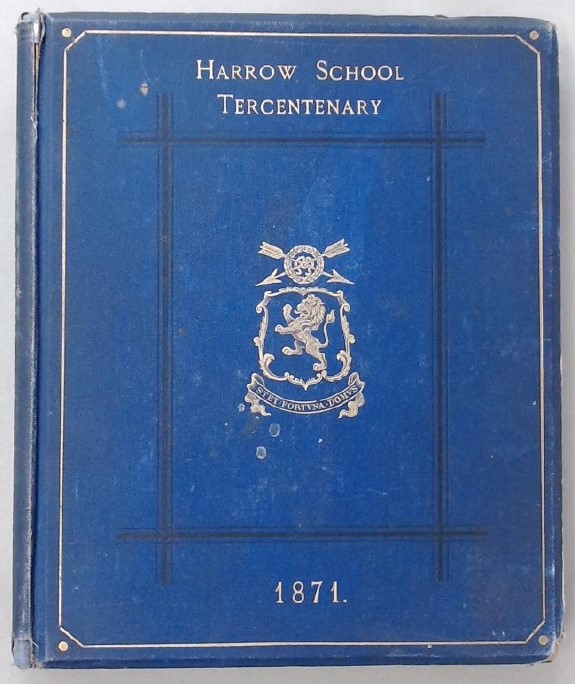 HARROW SCHOOL
TERCENTENARY
STET FORTVNA DOMVS
1871.